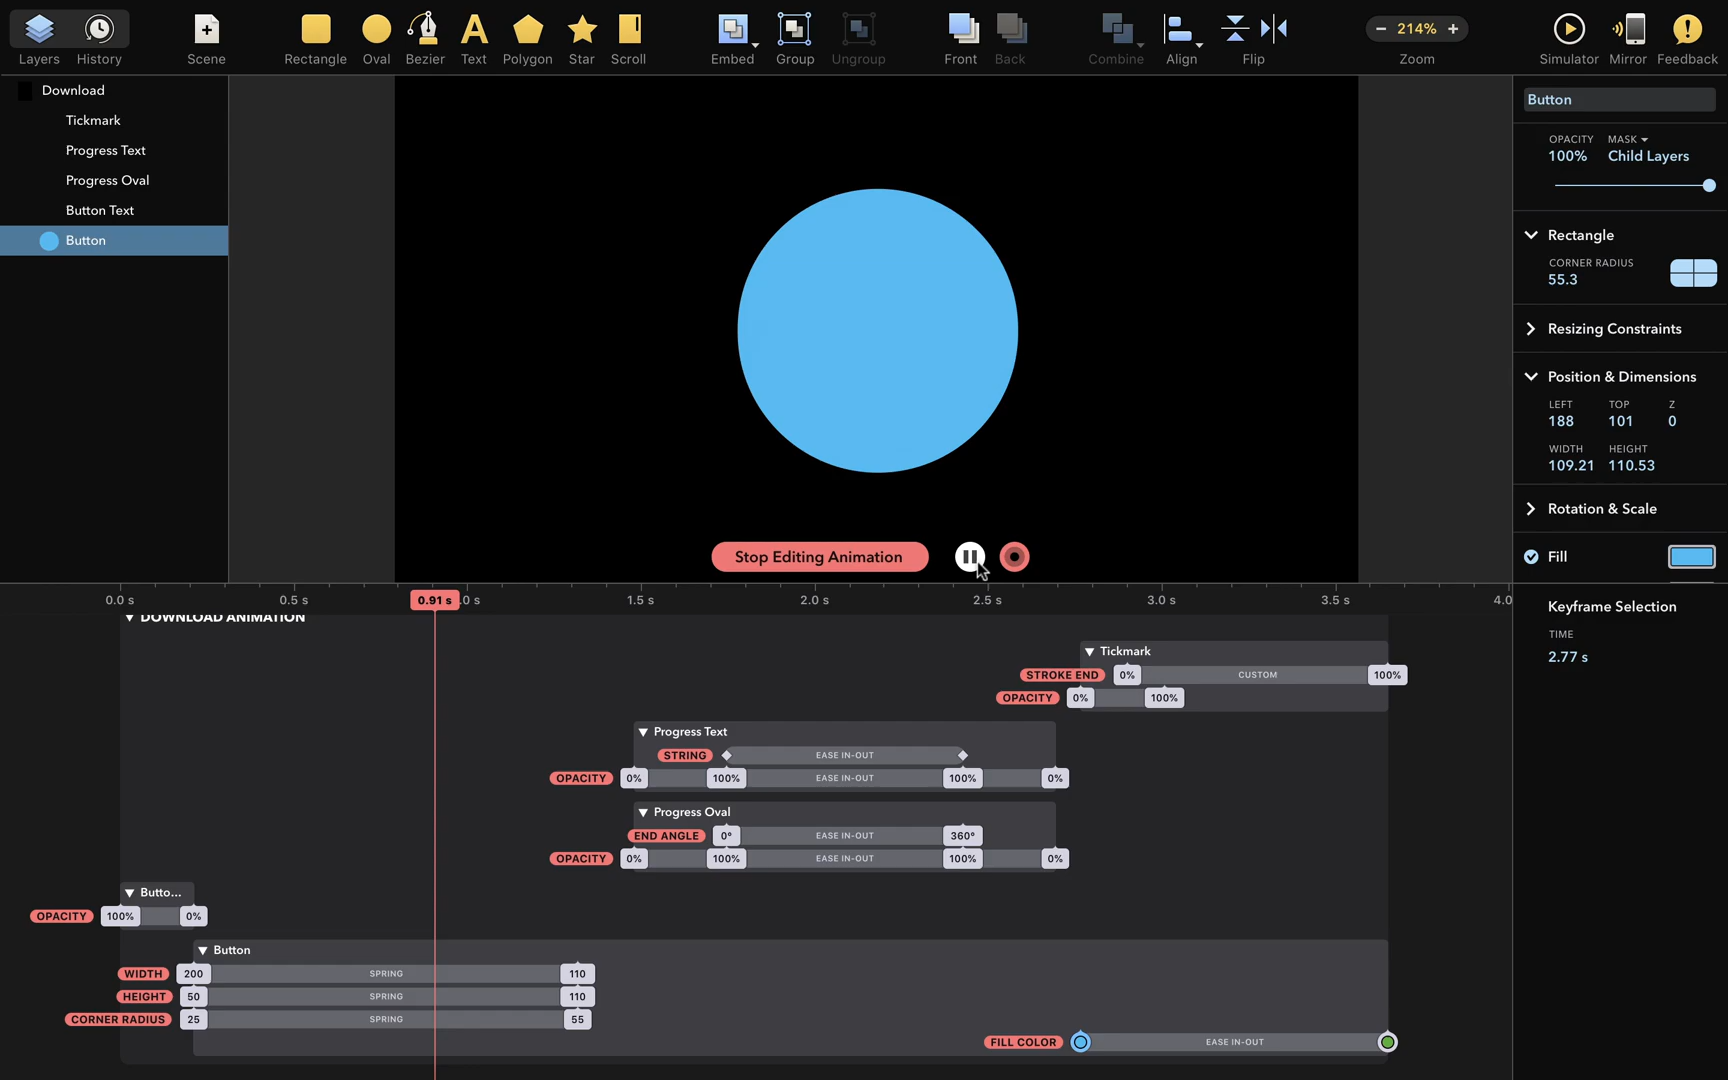 Layers
History
Scene
Rectangle
Oval
Bezier
Text
Polygon
Star
Scroll
Embed
Group
Ungroup
Front
Back
Combine
Align
Flip
− 214% +
Zoom
Simulator
Mirror
Feedback
Download
Tickmark
Progress Text
Progress Oval
Button Text
Button
Button
OPACITY
100%
MASK
Child Layers
Rectangle
CORNER RADIUS
55.3
Resizing Constraints
Position & Dimensions
LEFT TOP Z
188 101 0
WIDTH HEIGHT
109.21 110.53
Rotation & Scale
Fill
Stop Editing Animation
0.0 s 0.5 s 0.91 s .0 s 1.5 s 2.0 s 2.5 s 3.0 s 3.5 s 4.0
Keyframe Selection
TIME
2.77 s
DOWNLOAD ANIMATION
Tickmark
STROKE END 0% CUSTOM 100%
OPACITY 0% 100%
Progress Text
STRING EASE IN-OUT
OPACITY 0% 100% EASE IN-OUT 100% 0%
Progress Oval
END ANGLE 0° EASE IN-OUT 360°
OPACITY 0% 100% EASE IN-OUT 100% 0%
Butto...
OPACITY 100% 0%
Button
WIDTH 200 SPRING 110
HEIGHT 50 SPRING 110
CORNER RADIUS 25 SPRING 55
FILL COLOR EASE IN-OUT